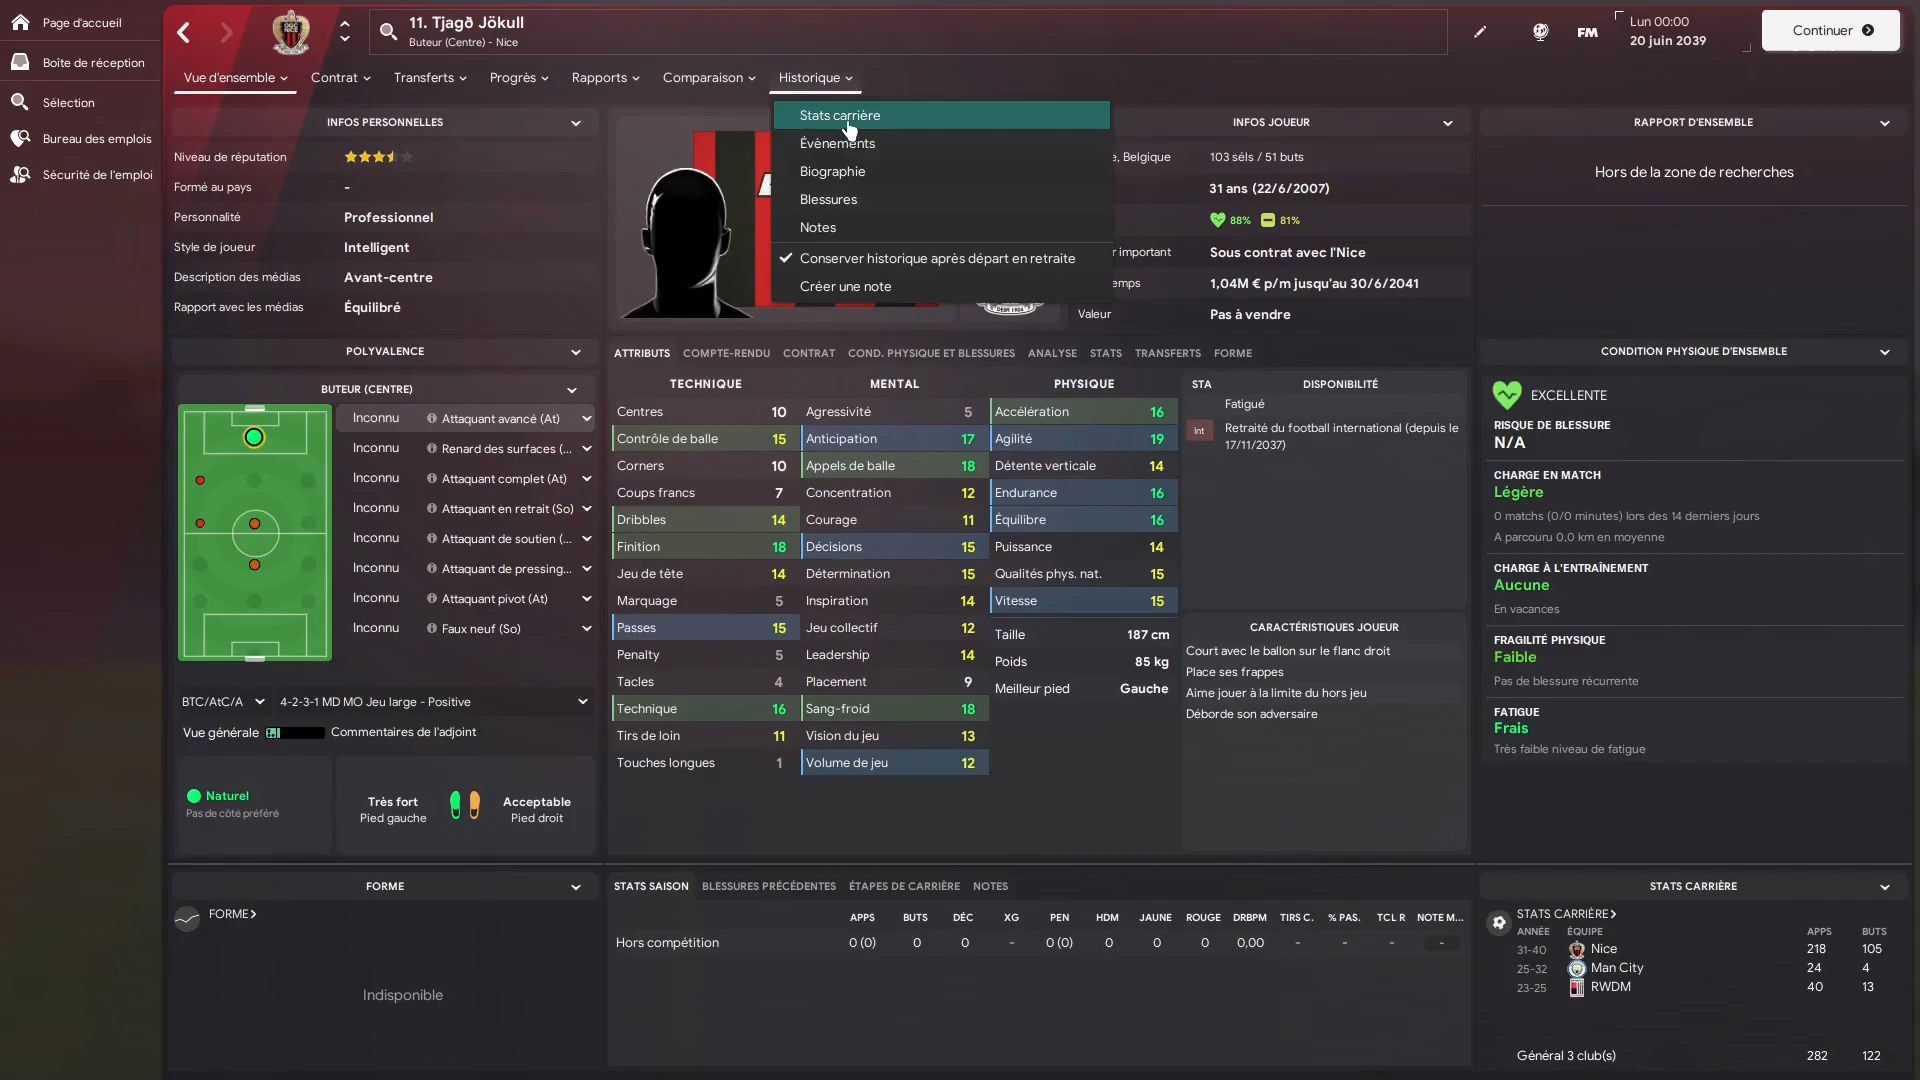 Page d'accueil
Boîte de réception
Sélection
Bureau des emplois
Sécurité de l'emploi
11. Tjagð Jökull
Buteur (Centre) - Nice
FM
Lun 00:00
20 juin 2039
Continuer
Vue d'ensemble
Contrat
Transferts
Progrès
Rapports
Comparaison
Historique
Stats carrière
Évènements
Biographie
Blessures
Notes
Conserver historique après départ en retraite
Créer une note
INFOS PERSONNELLES
Niveau de réputation
Formé au pays -
Personnalité Professionnel
Style de joueur Intelligent
Description des médias Avant-centre
Rapport avec les médias Équilibré
INFOS JOUEUR
e, Belgique 103 séls / 51 buts
31 ans (22/6/2007)
88% 81%
r important Sous contrat avec l'Nice
emps 1,04M € p/m jusqu'au 30/6/2041
Valeur Pas à vendre
RAPPORT D'ENSEMBLE
Hors de la zone de recherches
POLYVALENCE
BUTEUR (CENTRE)
Inconnu Attaquant avancé (At)
Inconnu Renard des surfaces (...
Inconnu Attaquant complet (At)
Inconnu Attaquant en retrait (So)
Inconnu Attaquant de soutien (...
Inconnu Attaquant de pressing...
Inconnu Attaquant pivot (At)
Inconnu Faux neuf (So)
BTC/AtC/A 4-2-3-1 MD MO Jeu large - Positive
Vue générale Commentaires de l'adjoint
Naturel
Pas de côté préféré
Très fort
Pied gauche
Acceptable
Pied droit
ATTRIBUTS COMPTE-RENDU CONTRAT COND. PHYSIQUE ET BLESSURES ANALYSE STATS TRANSFERTS FORME
TECHNIQUE
Centres 10
Contrôle de balle 15
Corners 10
Coups francs 7
Dribbles 14
Finition 18
Jeu de tête 14
Marquage 5
Passes 15
Penalty 5
Tacles 4
Technique 16
Tirs de loin 11
Touches longues 1
MENTAL
Agressivité 5
Anticipation 17
Appels de balle 18
Concentration 12
Courage 11
Décisions 15
Détermination 15
Inspiration 14
Jeu collectif 12
Leadership 14
Placement 9
Sang-froid 18
Vision du jeu 13
Volume de jeu 12
PHYSIQUE
Accélération 16
Agilité 19
Détente verticale 14
Endurance 16
Équilibre 16
Puissance 14
Qualités phys. nat. 15
Vitesse 15
Taille 187 cm
Poids 85 kg
Meilleur pied Gauche
STA DISPONIBILITÉ
Fatigué
Int Retraité du football international (depuis le
17/11/2037)
CARACTÉRISTIQUES JOUEUR
Court avec le ballon sur le flanc droit
Place ses frappes
Aime jouer à la limite du hors jeu
Déborde son adversaire
CONDITION PHYSIQUE D'ENSEMBLE
EXCELLENTE
RISQUE DE BLESSURE
N/A
CHARGE EN MATCH
Légère
0 matchs (0/0 minutes) lors des 14 derniers jours
A parcouru 0,0 km en moyenne
CHARGE À L'ENTRAÎNEMENT
Aucune
En vacances
FRAGILITÉ PHYSIQUE
Faible
Pas de blessure récurrente
FATIGUE
Frais
Très faible niveau de fatigue
FORME
FORME
Indisponible
STATS SAISON BLESSURES PRÉCÉDENTES ÉTAPES DE CARRIÈRE NOTES
APPS BUTS DÉC XG PEN HDM JAUNE ROUGE DRBPM TIRS C. % PAS. TCL R NOTE M...
Hors compétition 0 (0) 0 0 - 0 (0) 0 0 0 0,00 - - - -
STATS CARRIÈRE
STATS CARRIÈRE
ANNÉE ÉQUIPE APPS BUTS
31-40 Nice 218 105
25-32 Man City 24 4
23-25 RWDM 40 13
Général 3 club(s) 282 122